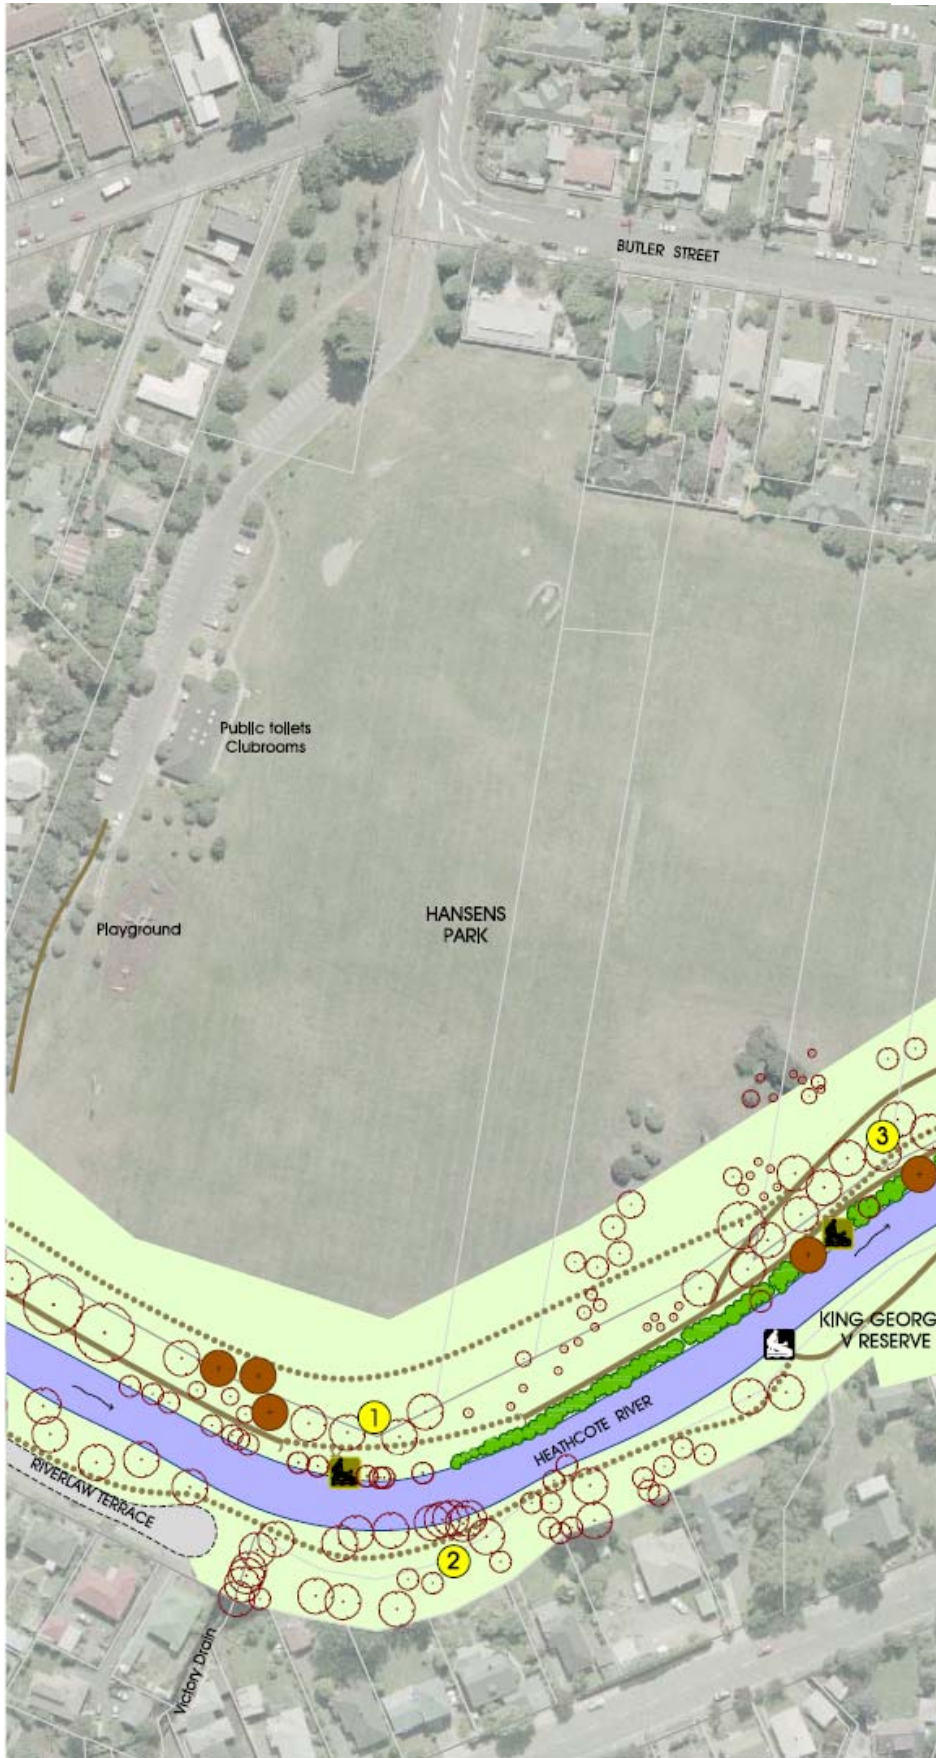 BUTLER STREET
Public toilets
Clubrooms
HANSENS
PARK
Playground
3
KING GEORG
V RESERVE
1
HEATHCOTE RIVER
RIVERLAW TERRACE
2
Victory Drain